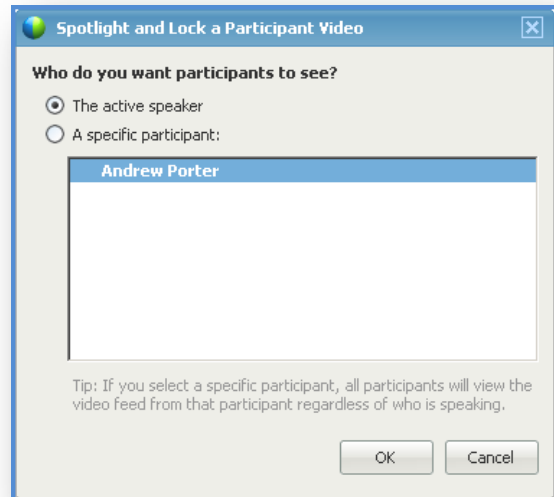 Spotlight and Lock a Participant Video
Who do you want participants to see?
The active speaker
A specific participant:
Andrew Porter
Tip: If you select a specific participant, all participants will view the
video feed from that participant regardless of who is speaking.
OK
Cancel